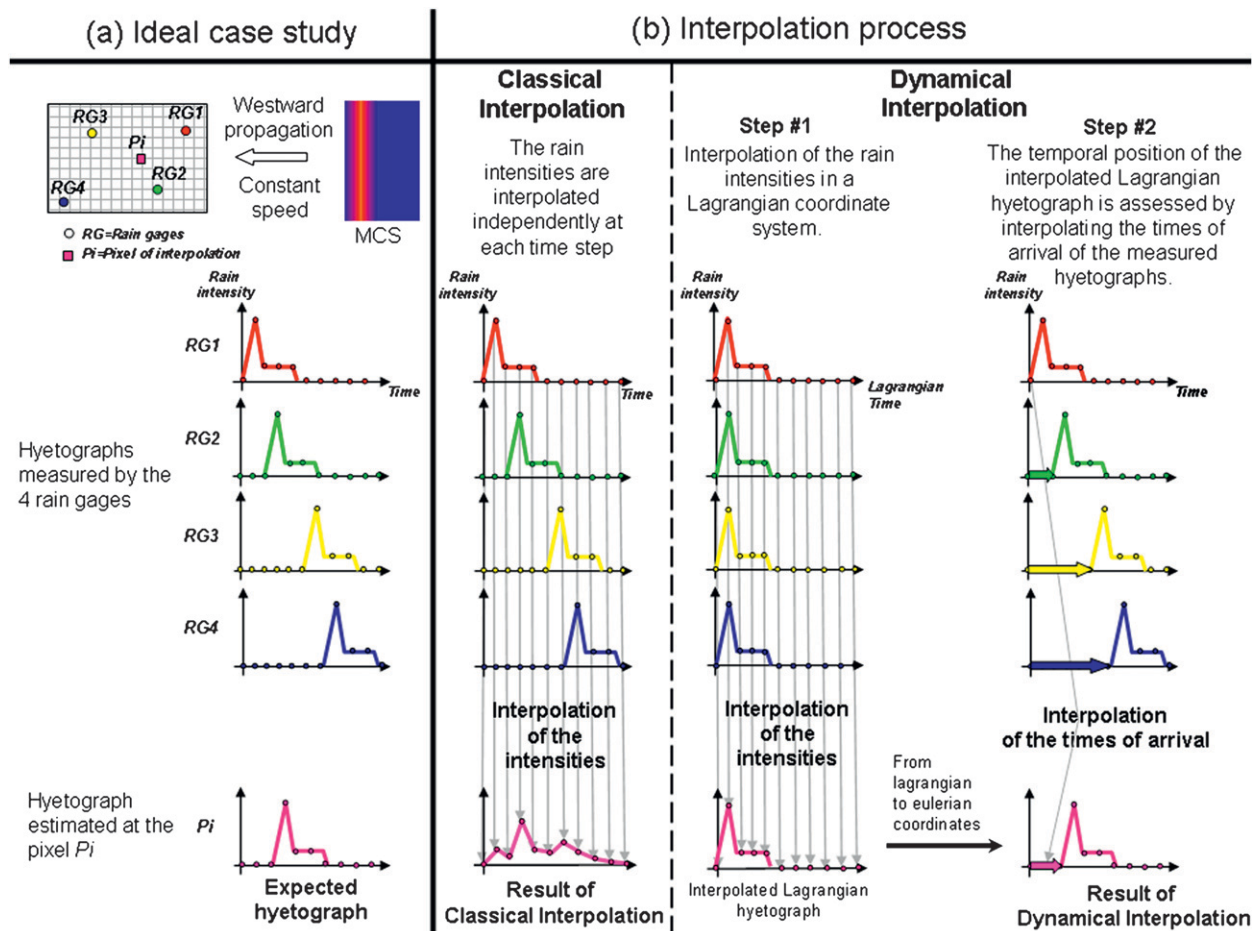 (a) Ideal case study
RG3
RG1
Pi
RG2
RG4
Westward
propagation
Constant
speed
MCS
RG=Rain gages
Pi=Pixel of interpolation
Rain
intensity
RG1
Time
RG2
Hyetographs
measured by the
4 rain gages
RG3
RG4
Hyetograph
estimated at the
pixel Pi
Pi
Expected
hyetograph
(b) Interpolation process
Classical
Interpolation
The rain
intensities are
interpolated
independently at
each time step
Rain
intensity
Time
Interpolation
of the
intensities
Result of
Classical Interpolation
Dynamical
Interpolation
Step #1
Interpolation of the rain
intensities in a
Lagrangian coordinate
system.
Rain
intensity
Lagrangian
Time
Interpolation
of the
intensities
Interpolated Lagrangian
hyetograph
From
lagrangian
to eulerian
coordinates
Step #2
The temporal position of the
interpolated Lagrangian
hyetograph is assessed by
interpolating the times of
arrival of the measured
hyetographs.
Rain
intensity
Time
Interpolation
of the times of arrival
Result of
Dynamical Interpolation